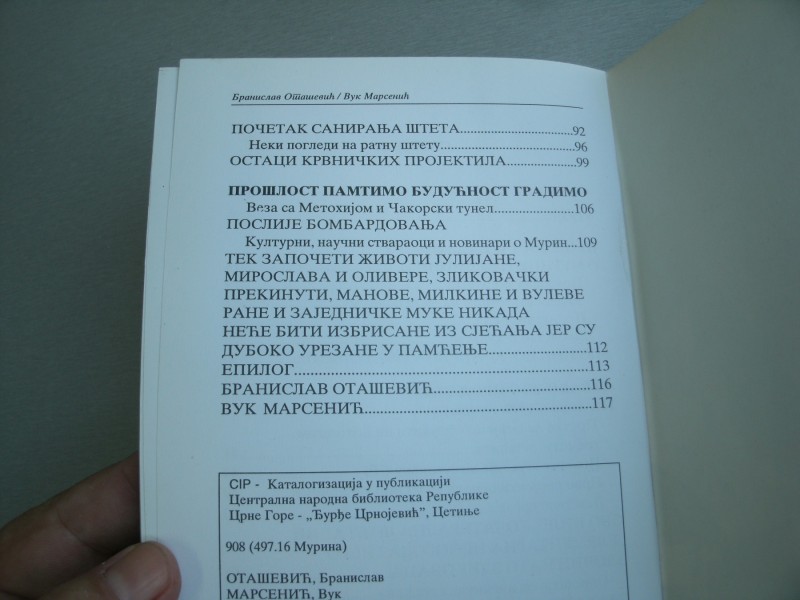 Бранислав Оташевић / Вук Марсенић
ПОЧЕТАК САНИРАЊА ШТЕТА..................................92
Неки погледи на ратну штету........................................96
ОСТАЦИ КРВНИЧКИХ ПРОЈЕКТИЛА.........................99
ПРОШЛОСТ ПАМТИМО БУДУЋНОСТ ГРАДИМО
Веза са Метохијом и Чакорски тунел.......................106
ПОСЛИЈЕ БОМБАРДОВАЊА
Културни, научни ствараоци и новинари о Мурин...109
ТЕК ЗАПОЧЕТИ ЖИВОТИ ЈУЛИЈАНЕ,
МИРОСЛАВА И ОЛИВЕРЕ, ЗЛИКОВАЧКИ
ПРЕКИНУТИ, МАНОВЕ, МИЛКИНЕ И ВУЛЕВЕ
РАНЕ И ЗАЈЕДНИЧКЕ МУКЕ НИКАДА
НЕЋЕ БИТИ ИЗБРИСАНЕ ИЗ СЈЕЋАЊА ЈЕР СУ
ДУБОКО УРЕЗАНЕ У ПАМЋЕЊЕ............................112
ЕПИЛОГ...................................................................................113
БРАНИСЛАВ ОТАШЕВИЋ............................................116
ВУК МАРСЕНИЋ................................................................117
CIP - Каталогизација у публикацији
Централна народна библиотека Републике
Црне Горе - „Ђурђе Црнојевић”, Цетиње
908 (497.16 Мурина)
ОТАШЕВИЋ, Бранислав
МАРСЕНИЋ, Вук